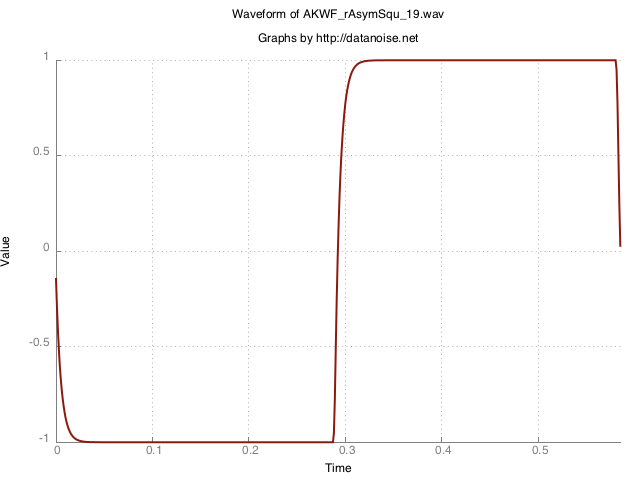 Waveform of AKWF_rAsymSqu_19.wav
Graphs by http://datanoise.net
1
0.5
0
-0.5
-1
Value
0 0.1 0.2 0.3 0.4 0.5
Time